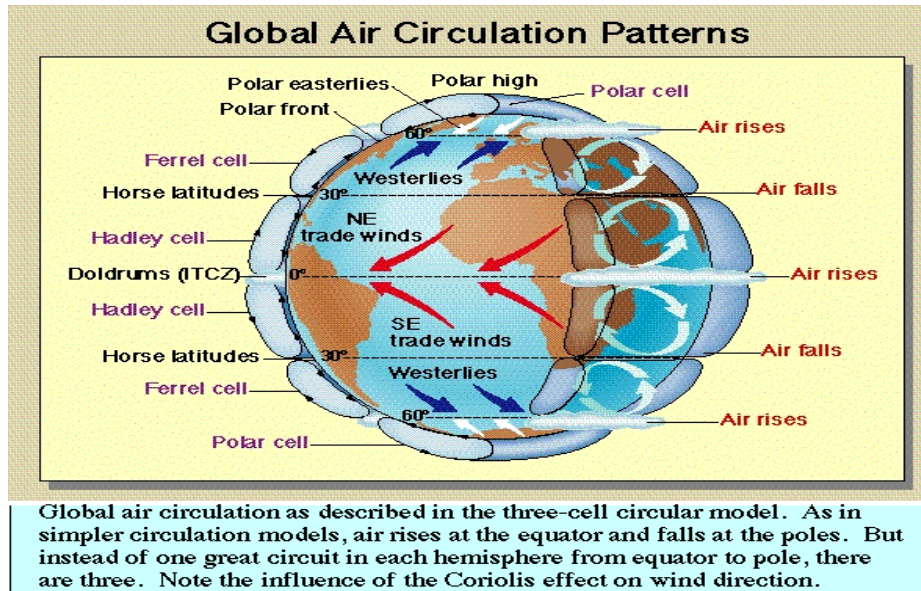 Global Air Circulation Patterns
Polar easterlies
Polar high
Polar cell
Polar front
60°
Air rises
Ferrel cell
Westerlies
Air falls
Horse latitudes
30°
NE
trade winds
Hadley cell
Doldrums (ITCZ)
0°
Air rises
Hadley cell
SE
trade winds
Horse latitudes
30°
Air falls
Westerlies
Ferrel cell
60°
Air rises
Polar cell
Global air circulation as described in the three-cell circular model. As in
simpler circulation models, air rises at the equator and falls at the poles. But
instead of one great circuit in each hemisphere from equator to pole, there
are three. Note the influence of the Coriolis effect on wind direction.